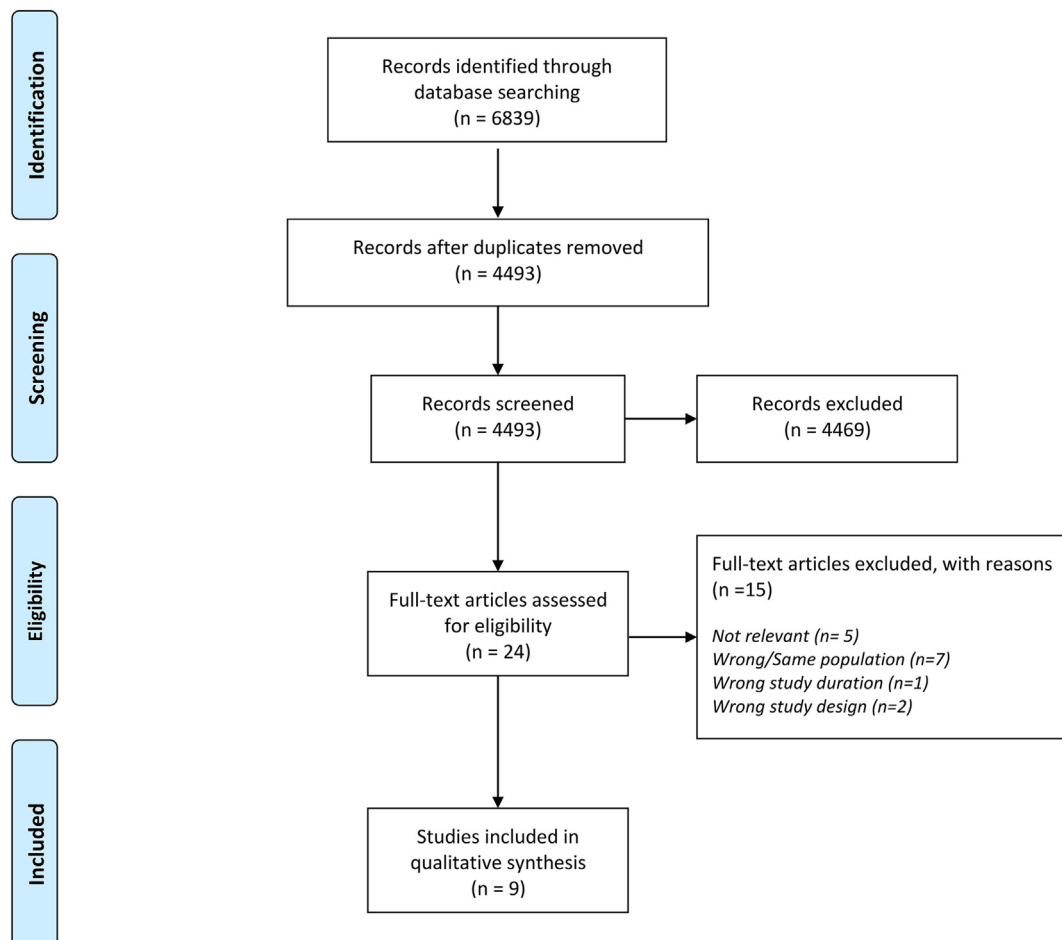 Identification
Records identified through
database searching
(n = 6839)
Records after duplicates removed
(n = 4493)
Screening
Records screened
(n = 4493)
Records excluded
(n = 4469)
Eligibility
Full-text articles assessed
for eligibility
(n = 24)
Full-text articles excluded, with reasons
(n =15)
Not relevant (n= 5)
Wrong/Same population (n=7)
Wrong study duration (n=1)
Wrong study design (n=2)
Included
Studies included in
qualitative synthesis
(n = 9)